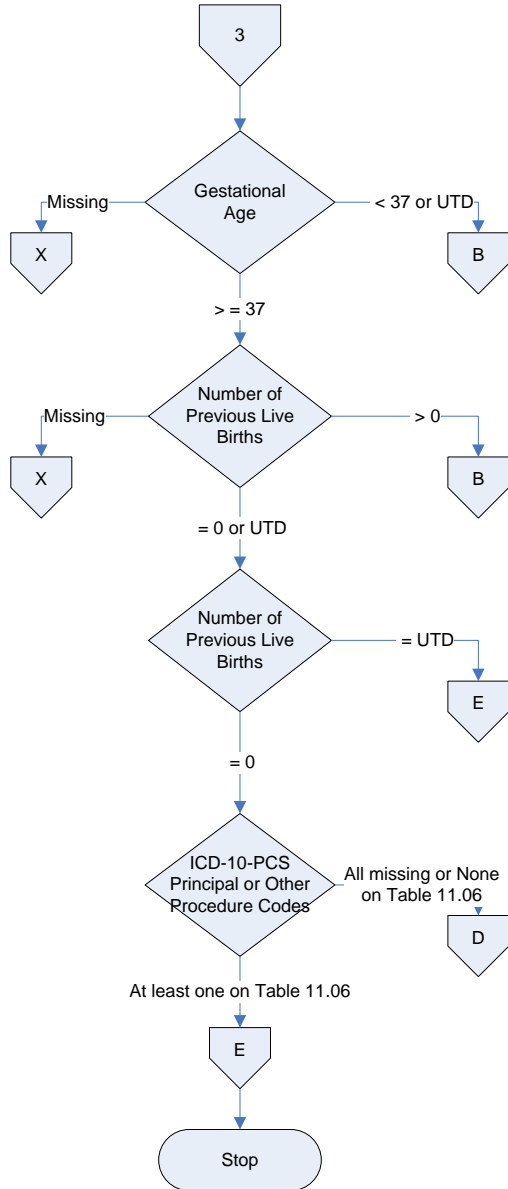 3
Gestational
Age
Missing
< 37 or UTD
X
B
> = 37
Number of
Previous Live
Births
Missing
> 0
X
B
= 0 or UTD
Number of
Previous Live
Births
= UTD
E
= 0
ICD-10-PCS
Principal or Other
Procedure Codes
All missing or None
on Table 11.06
D
At least one on Table 11.06
E
Stop